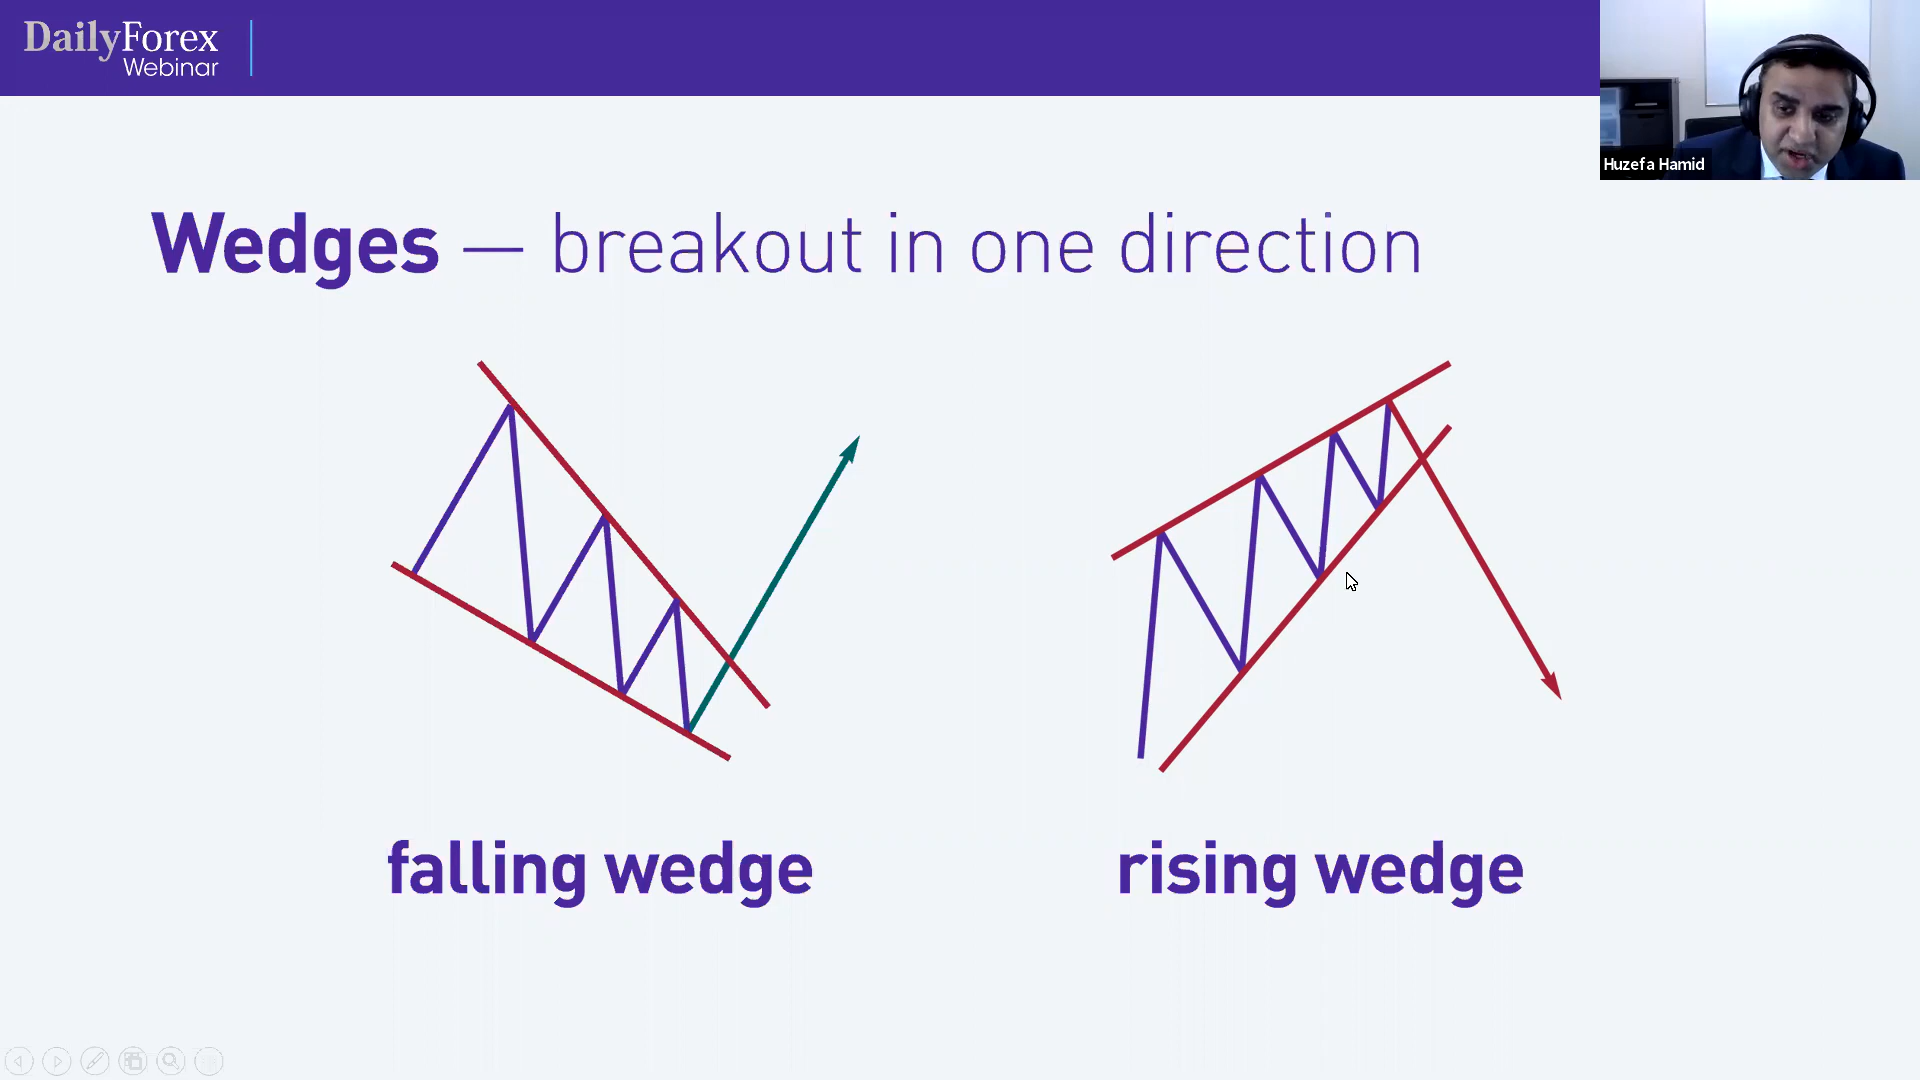 DailyForex
Webinar
Huzefa Hamid
Wedges — breakout in one direction
falling wedge
rising wedge